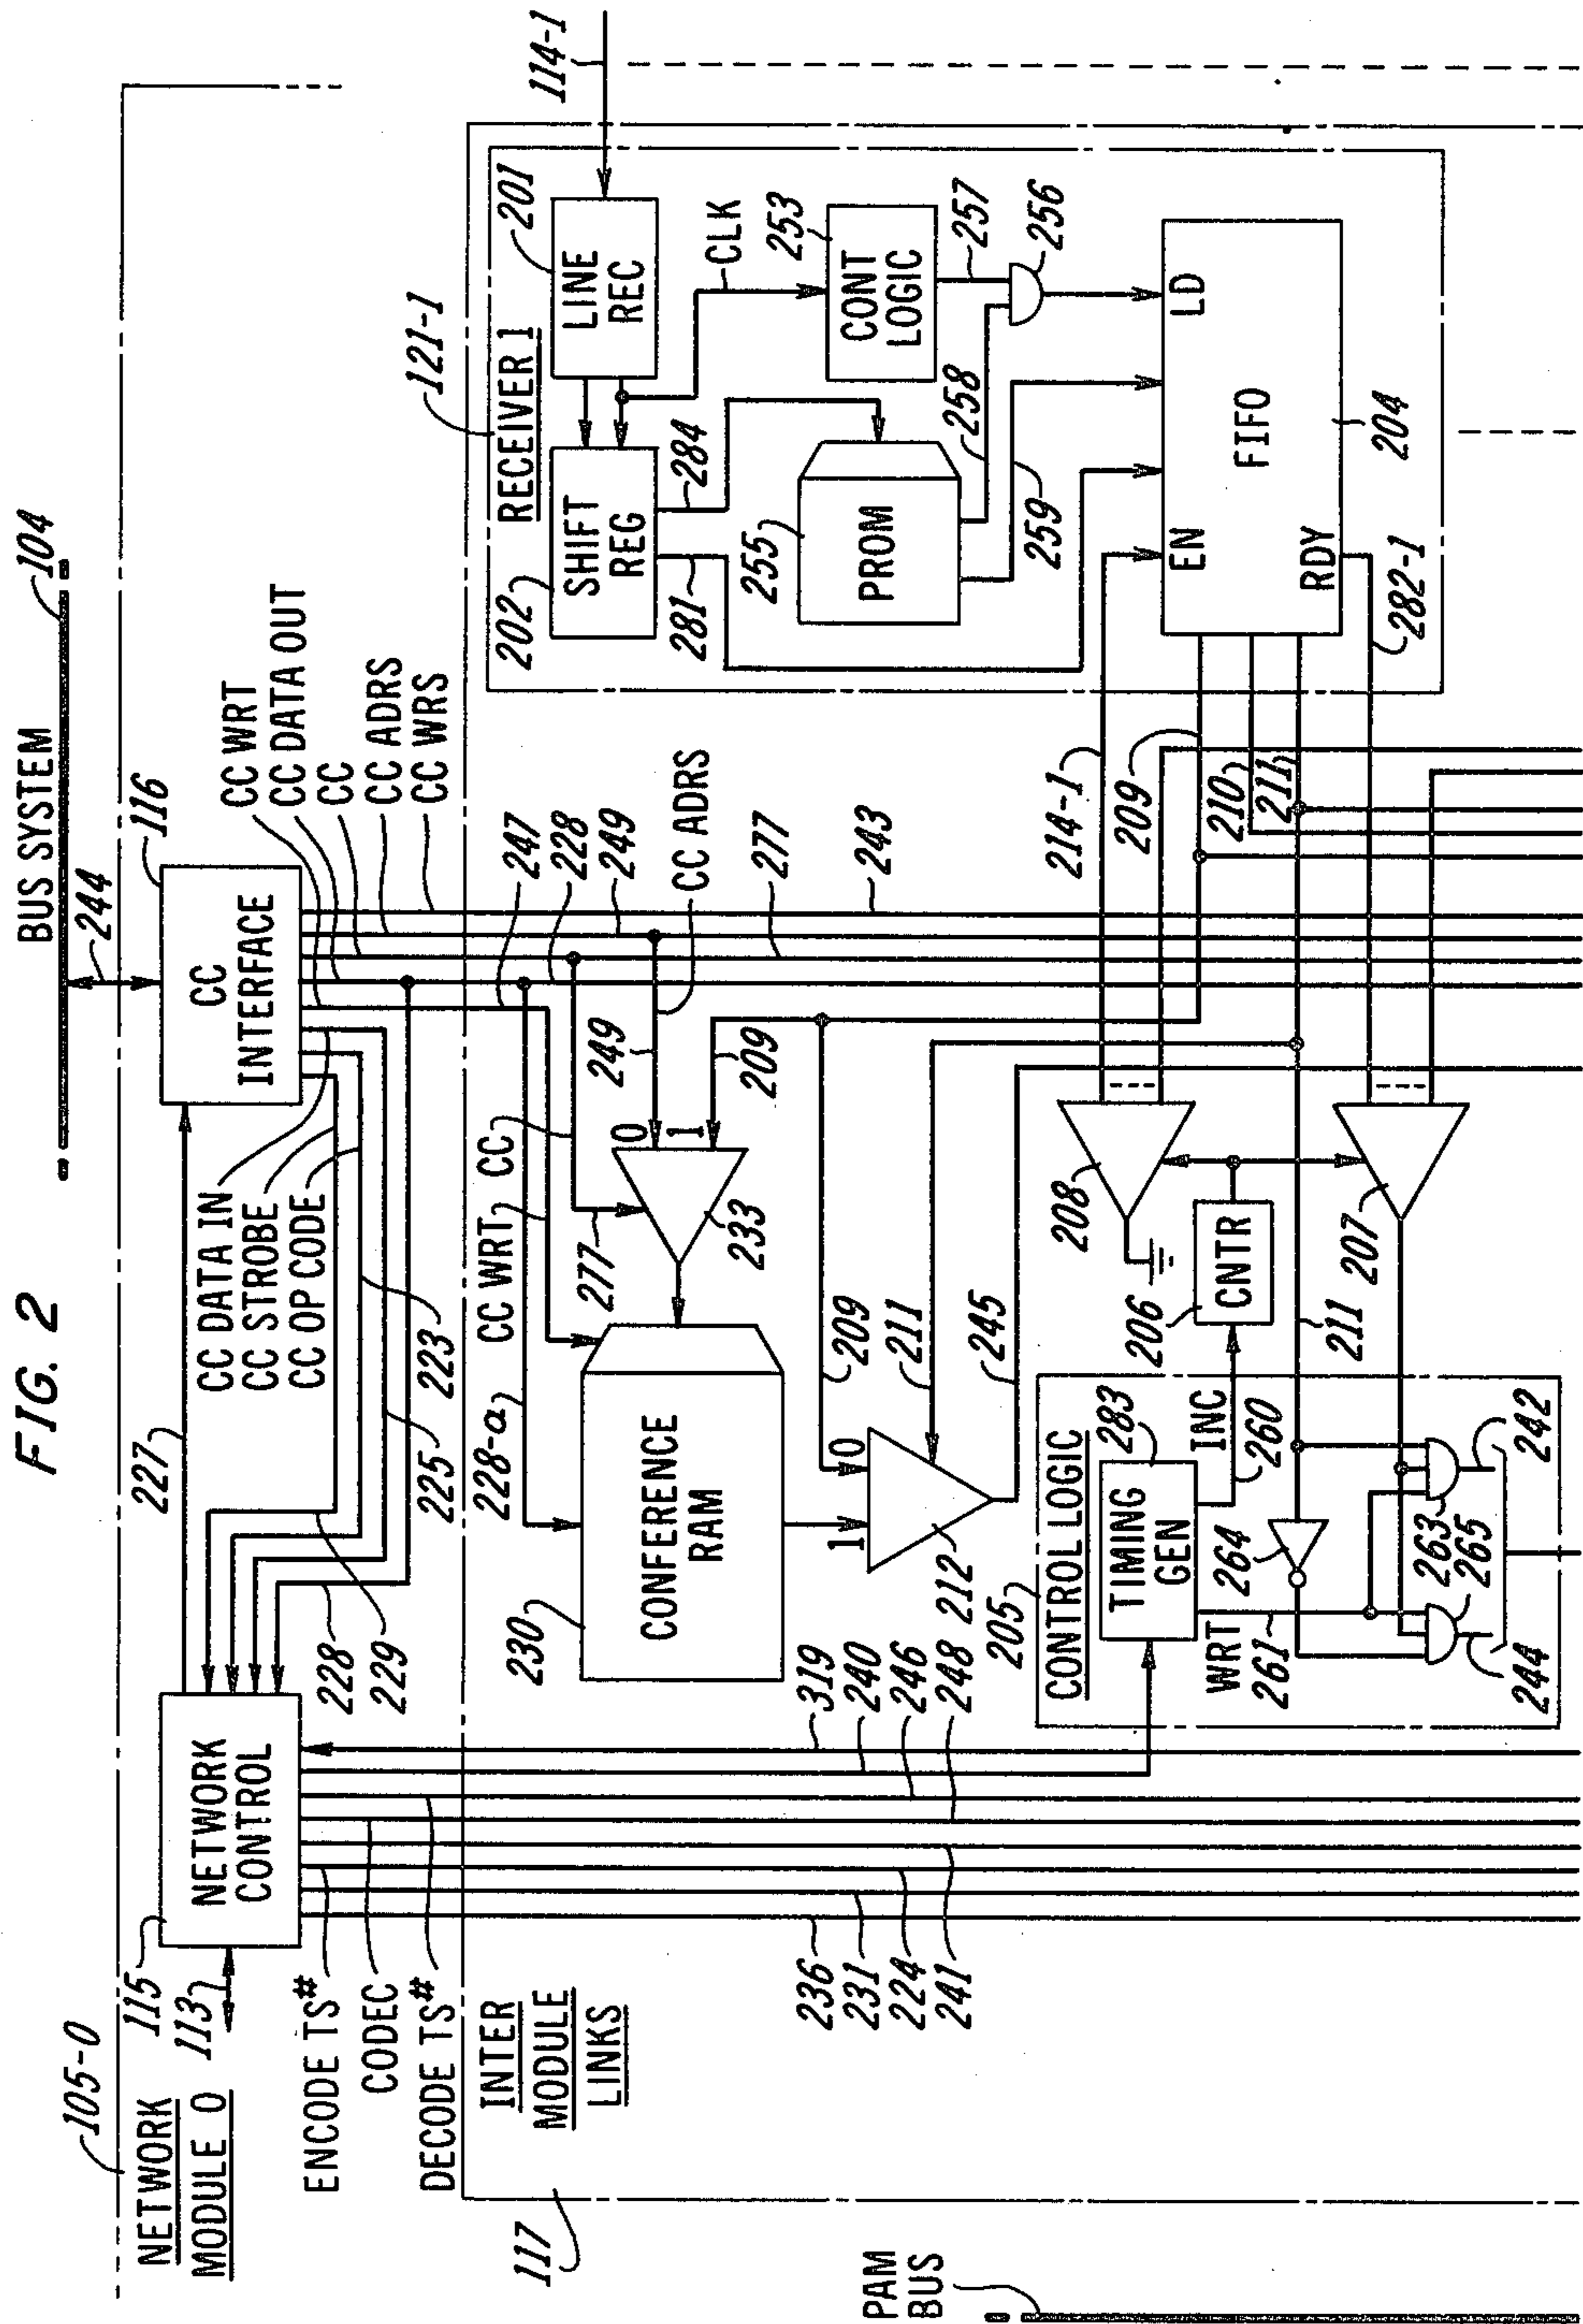 FIG. 2
BUS SYSTEM
104
244
105-0
NETWORK
MODULE 0
115
113
NETWORK
CONTROL
227
CC DATA IN
CC STROBE
CC OP CODE
223
225
228
229
CC
INTERFACE
116
CC WRT
CC DATA OUT
CC
CC ADRS
CC WRS
ENCODE TS#
CODEC
DECODE TS#
INTER
MODULE
LINKS
117
PAM
BUS
236
231
224
241
319
240
246
248
228-a
CC WRT
CC
277
249
247
228
249
CC ADRS
277
243
209
0
1
233
230
CONFERENCE
RAM
209
211
245
1
0
212
121-1
RECEIVER 1
114-1
201
LINE
REC
202
SHIFT
REG
CLK
281
284
253
CONT
LOGIC
255
PROM
257
256
258
259
EN
LD
FIFO
RDY
204
282-1
214-1
209
210
211
208
206
CNTR
207
211
205
CONTROL LOGIC
TIMING
GEN
283
INC
260
WRT
261
264
263
265
242
244